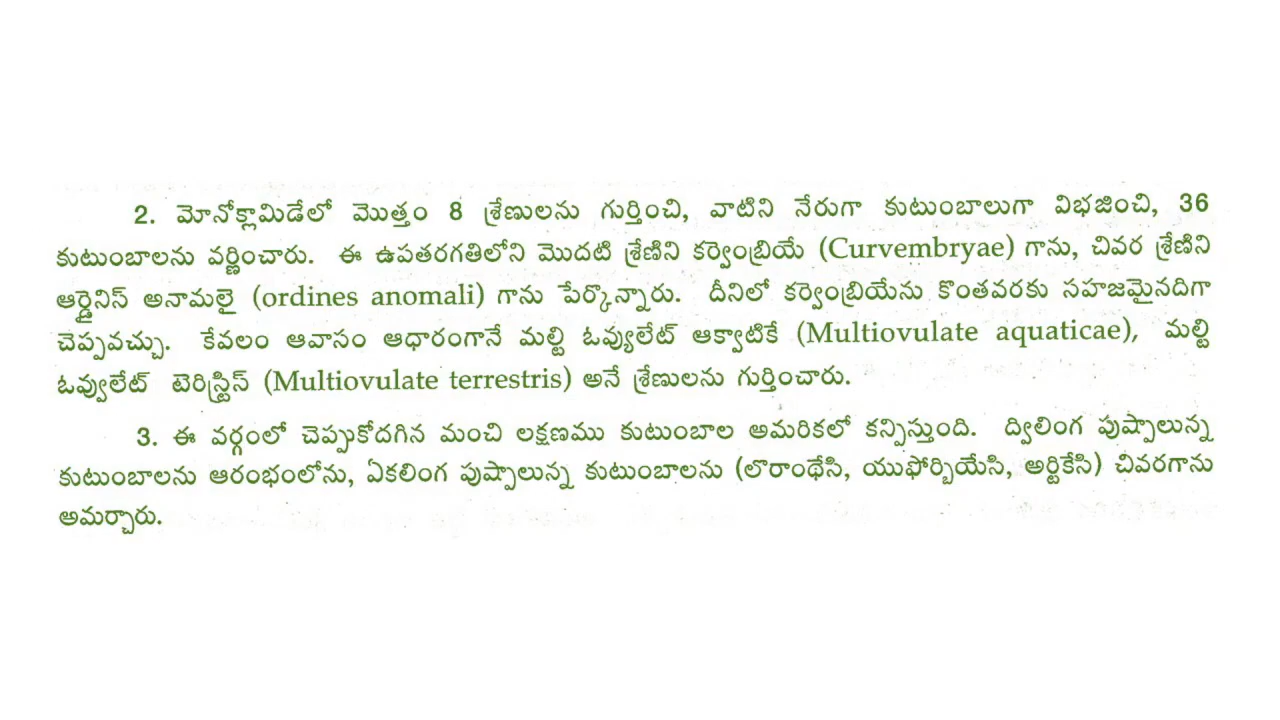 2. మోనోక్లామిడేలో మొత్తం 8 శ్రేణులను గుర్తించి, వాటిని నేరుగా కుటుంబాలుగా విభజించి, 36
కుటుంబాలను వర్ణించారు. ఈ ఉపతరగతిలోని మొదటి శ్రేణిని కర్వెంబ్రియే (Curvembryae) గాను, చివర శ్రేణిని
ఆర్డైనిస్ అనామలై (ordines anomali) గాను పేర్కొన్నారు. దీనిలో కర్వెంబ్రియేను కొంతవరకు సహజమైనదిగా
చెప్పవచ్చు. కేవలం ఆవాసం ఆధారంగానే మల్టి ఓవ్యులేట్ ఆక్వాటికే (Multiovulate aquaticae), మల్టి
ఓవ్యులేట్ టెరిస్ట్రిస్ (Multiovulate terrestris) అనే శ్రేణులను గుర్తించారు.
3. ఈ వర్గంలో చెప్పుకోదగిన మంచి లక్షణము కుటుంబాల అమరికలో కన్పిస్తుంది. ద్విలింగ పుష్పాలున్న
కుటుంబాలను ఆరంభంలోను, ఏకలింగ పుష్పాలున్న కుటుంబాలను (లొరాంథేసి, యుఫోర్బియేసి, అర్టికేసి) చివరగాను
అమర్చారు.